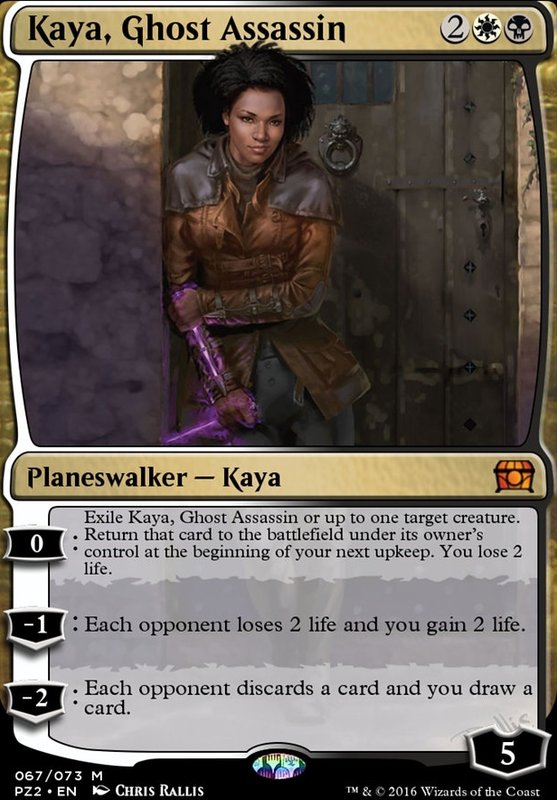 Kaya, Ghost Assassin 2
Planeswalker — Kaya
Exile Kaya, Ghost Assassin or up to one target creature.
0 : Return that card to the battlefield under its owner's
control at the beginning of your next upkeep. You lose 2
life.
-1 : Each opponent loses 2 life and you gain 2 life.
-2 : Each opponent discards a card and you draw a
card.
5
067/073 M
PZ2 • EN Chris Rallis
™ & © 2016 Wizards of the Coast